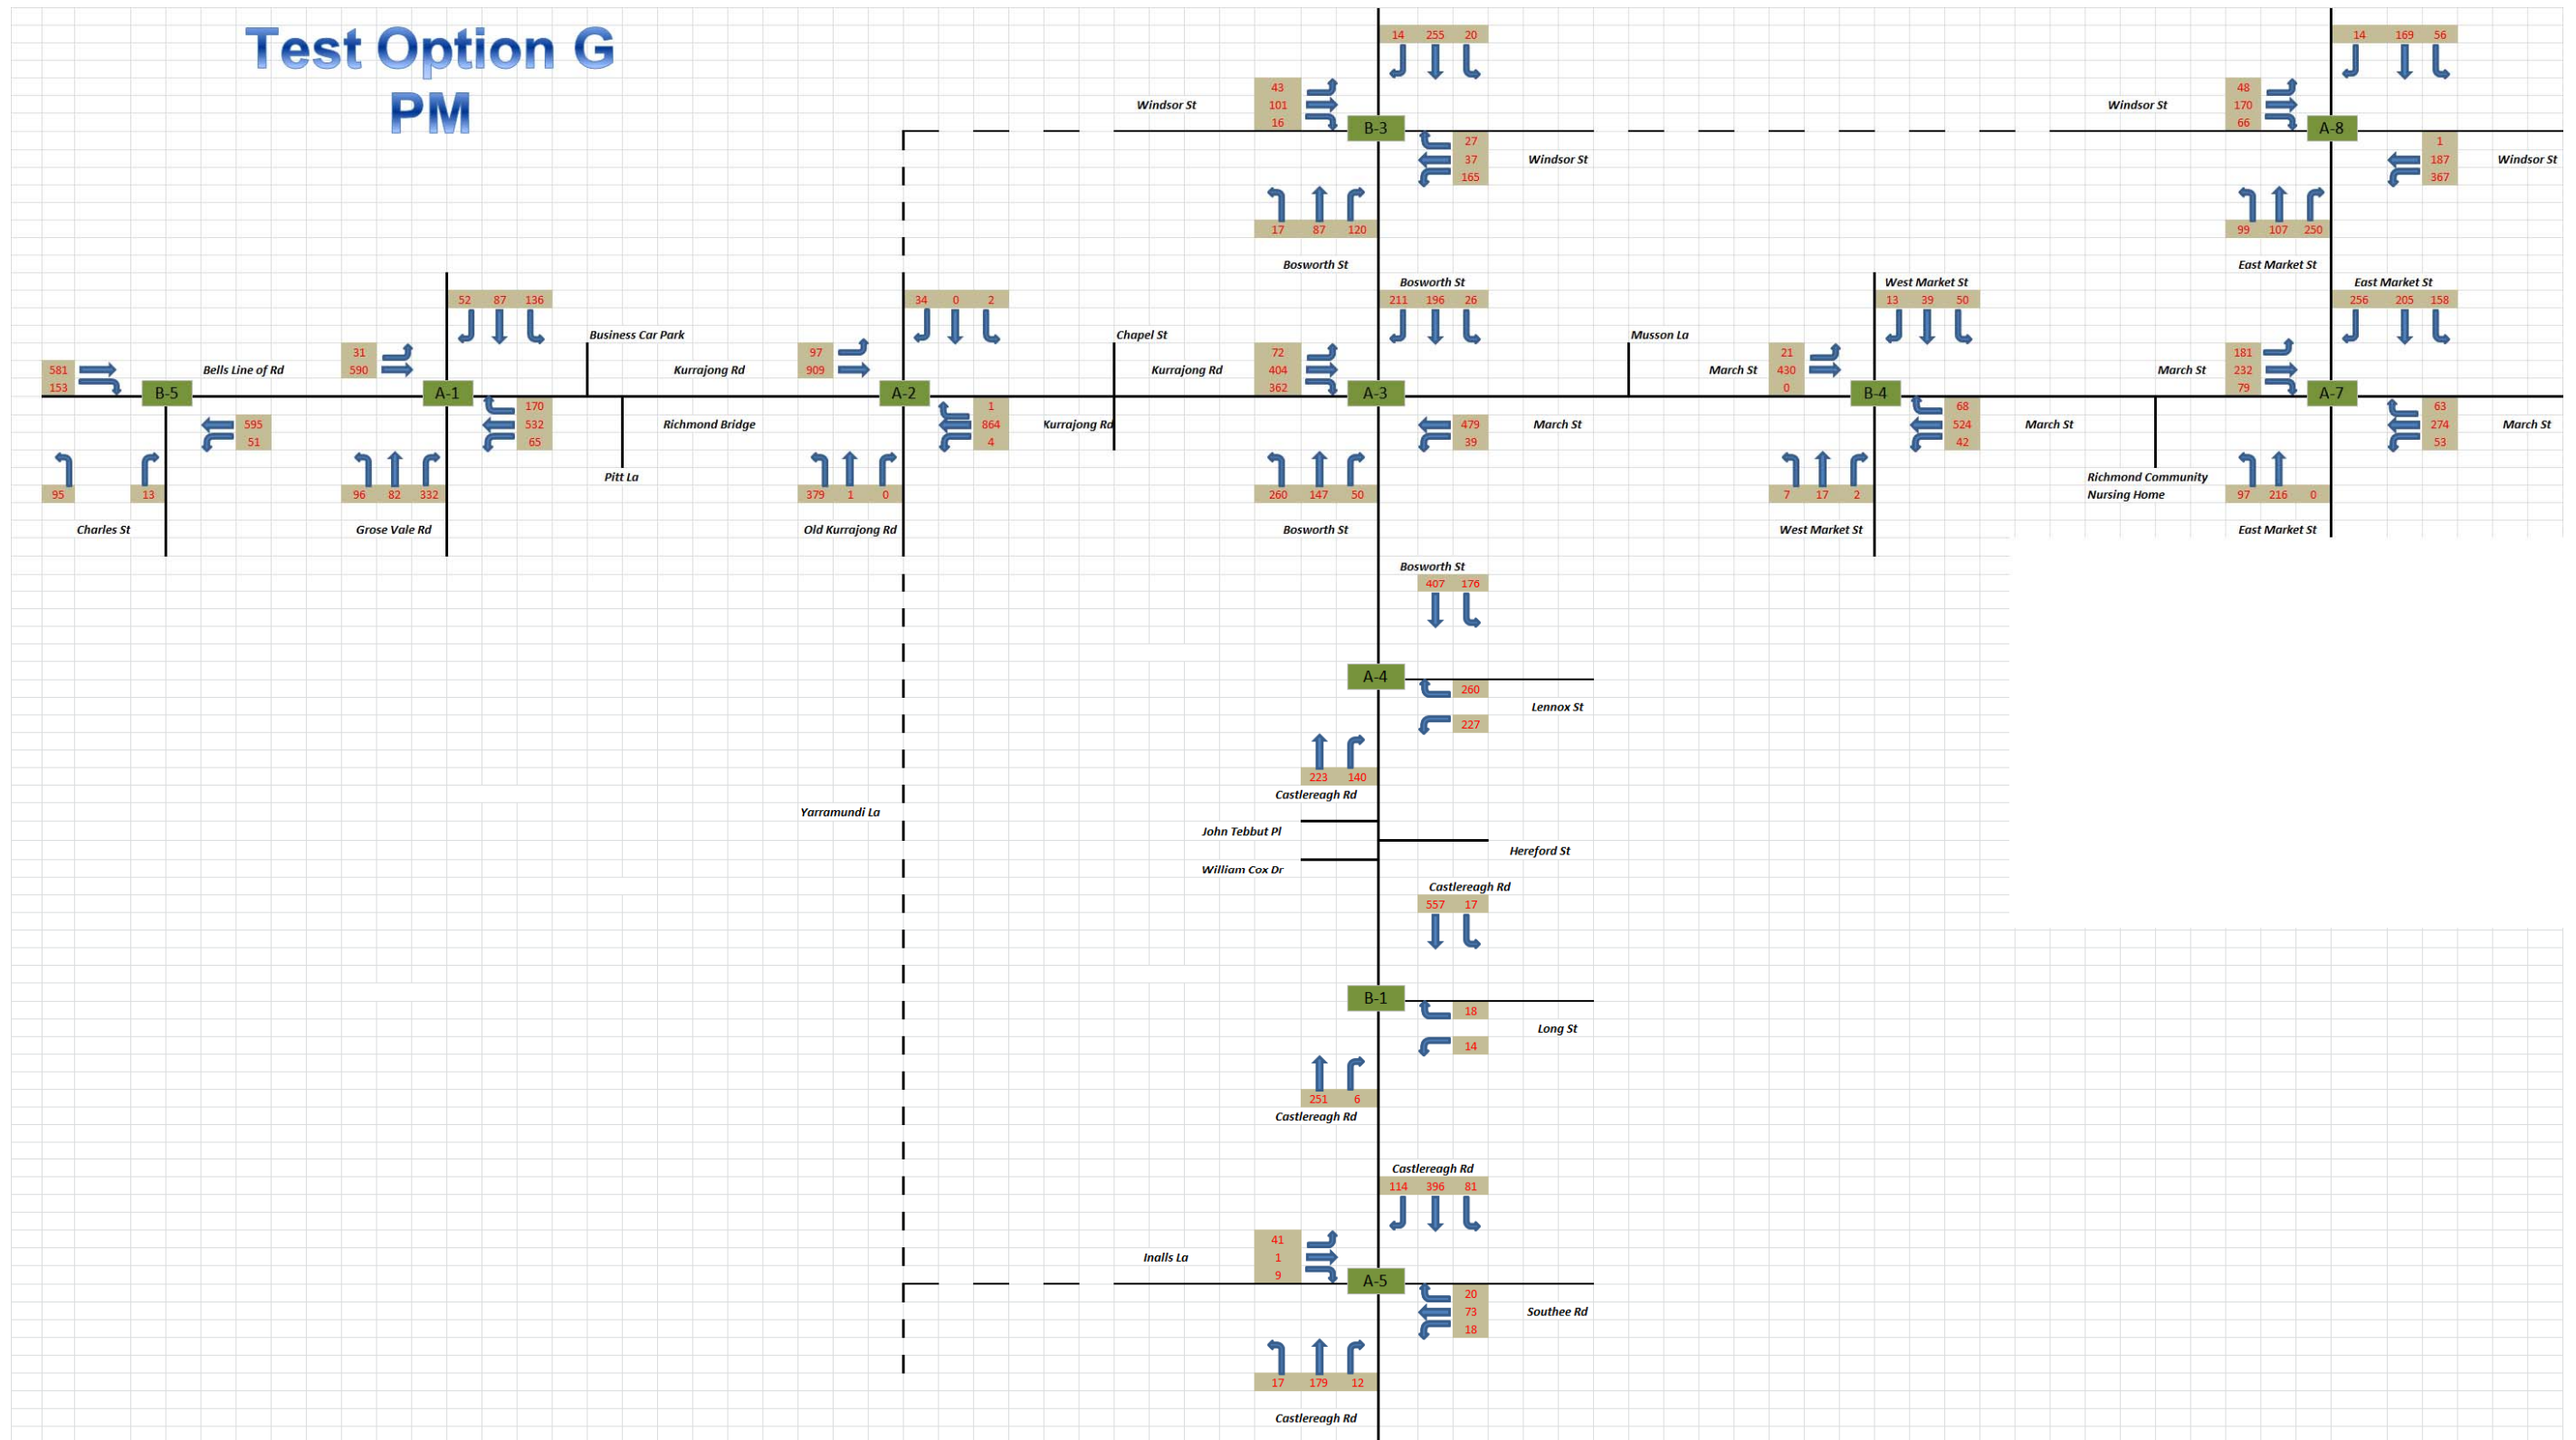 Test Option G
PM
14 255 20
14 169 56
Windsor St
43
101
16
B-3
27
37
165
Windsor St
17 87 120
Bosworth St
Windsor St
48
170
66
A-8
1
187
367
Windsor St
99 107 250
East Market St
581
153
B-5
Bells Line of Rd
595
51
95 13
Charles St
31
590
52 87 136
A-1
170
532
65
96 82 332
Grose Vale Rd
Business Car Park
Pitt La
Kurrajong Rd
Richmond Bridge
97
909
34 0 2
A-2
1
864
4
379 1 0
Old Kurrajong Rd
Kurrajong Rd
Chapel St
Kurrajong Rd
72
404
362
Bosworth St
211 196 26
A-3
479
39
March St
260 147 50
Bosworth St
Musson La
March St
21
430
0
West Market St
13 39 50
B-4
68
524
42
March St
7 17 2
West Market St
Richmond Community
Nursing Home
March St
181
232
79
East Market St
256 205 158
A-7
63
274
53
March St
97 216 0
East Market St
Bosworth St
407 176
A-4
260
227
Lennox St
223 140
Castlereagh Rd
Yarramundi La
John Tebbut Pl
Hereford St
William Cox Dr
Castlereagh Rd
557 17
B-1
18
14
Long St
251 6
Castlereagh Rd
Castlereagh Rd
114 396 81
Inalls La
41
1
9
A-5
20
73
18
Southee Rd
17 179 12
Castlereagh Rd